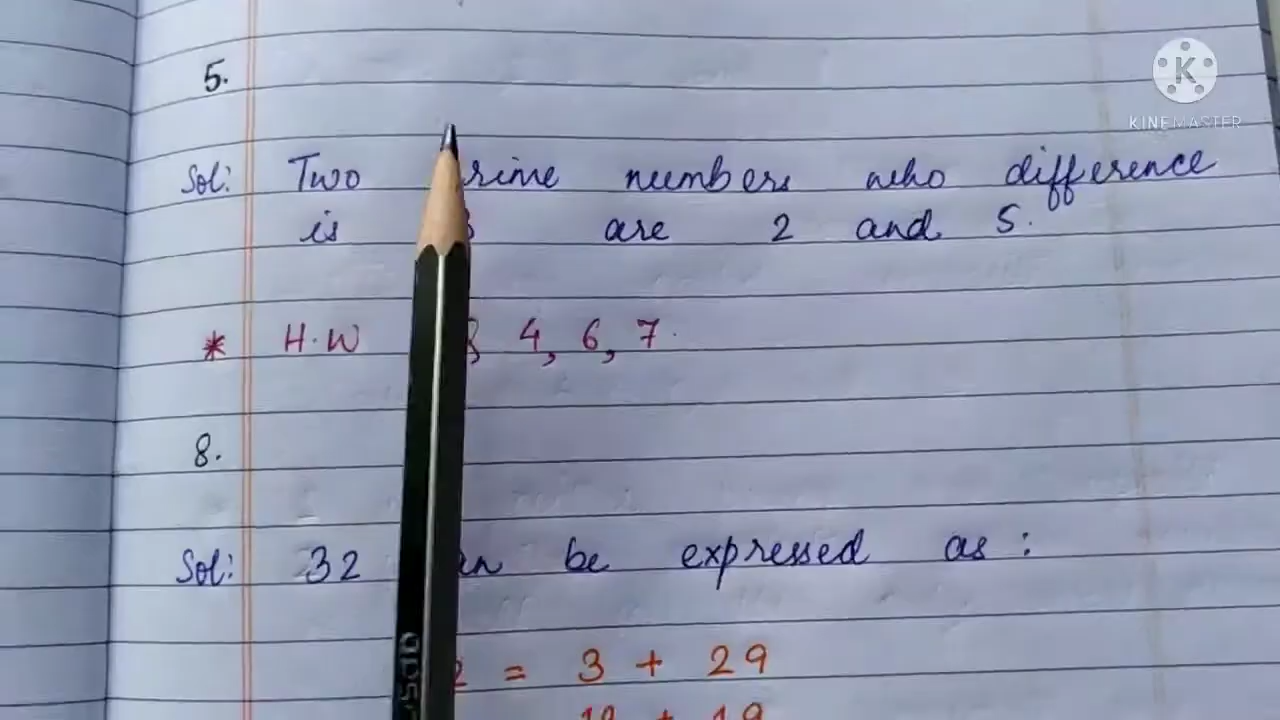 5.
K
KINEMASTER
Sol: Two rime numbers who difference
is are 2 and 5.
* H.W 4, 6, 7.
8.
Sol: 32 be expressed as :
= 3 + 29
+ 19